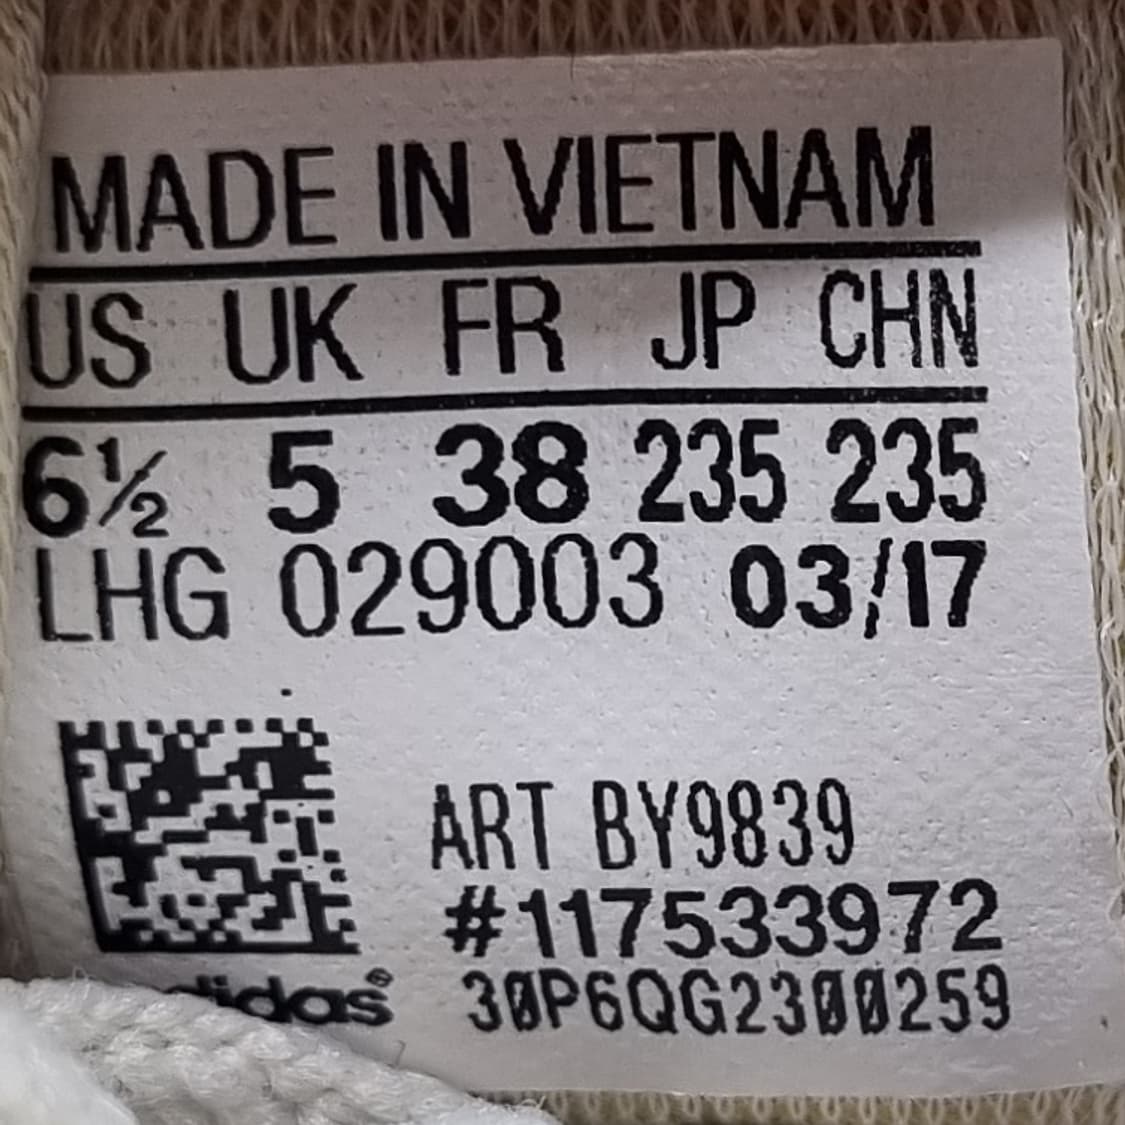 MADE IN VIETNAM
US UK FR JP CHN
6½ 5 38 235 235
LHG 029003 03/17
ART BY9839
#117533972
adidas® 30P6QG2300259